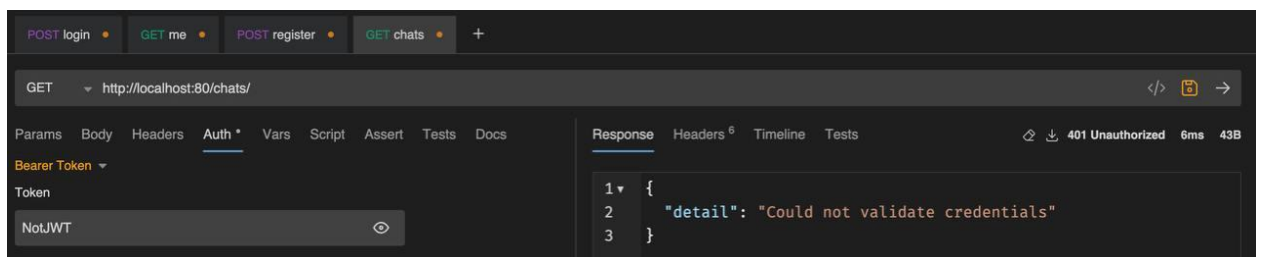 POST login GET me POST register GET chats +
GET http://localhost:80/chats/ </>
Params Body Headers Auth * Vars Script Assert Tests Docs
Response Headers 6 Timeline Tests 401 Unauthorized 6ms 43B
Bearer Token
Token
NotJWT
1 {
2 "detail": "Could not validate credentials"
3 }